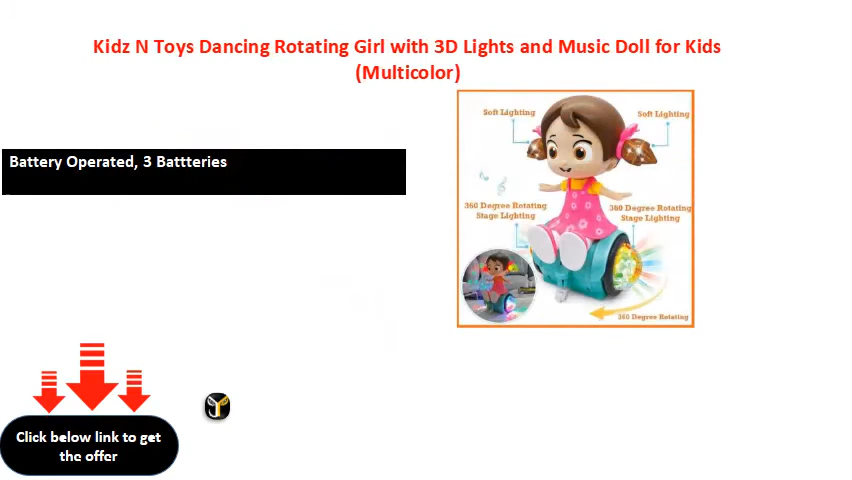 Kidz N Toys Dancing Rotating Girl with 3D Lights and Music Doll for Kids
(Multicolor)
Soft Lighting
Soft Lighting
Battery Operated, 3 Battteries
360 Degree Rotating
Stage Lighting
360 Degree Rotating
Stage Lighting
360 Degree Rotating
Click below link to get
the offer